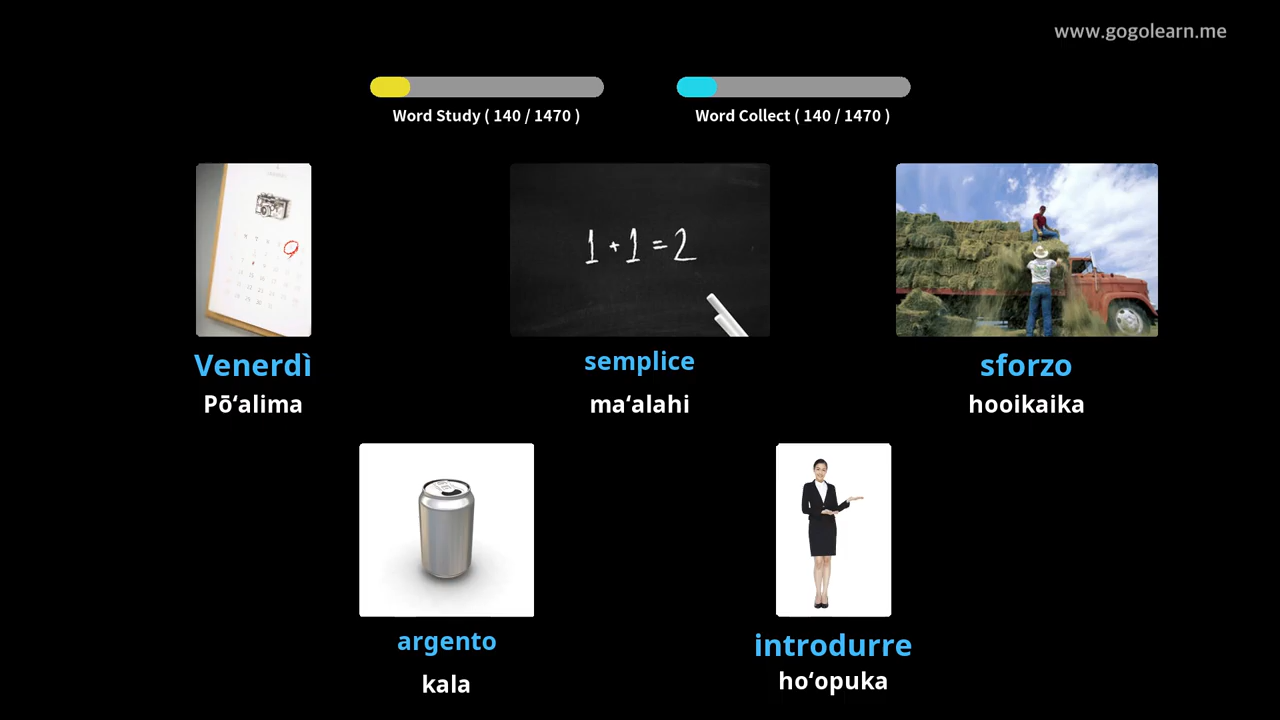 www.gogolearn.me
Word Study ( 140 / 1470 )
Word Collect ( 140 / 1470 )
1 + 1 = 2
Venerdì
Pōʻalima
semplice
maʻalahi
sforzo
hooikaika
argento
kala
introdurre
hoʻopuka